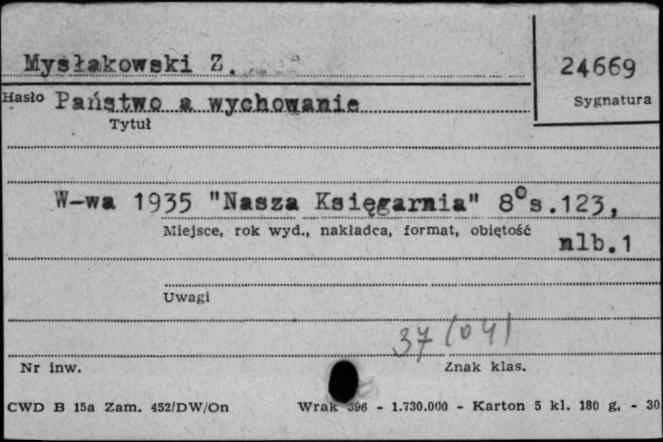 Mysłakowski Z.
24669
Hasło Państwo a wychowanie
Sygnatura
Tytuł
W-wa 1935 "Nasza Księgarnia" 8° s.123,
Miejsce, rok wyd., nakładca, format, objętość
nlb.1
Uwagi
37 (04)
Nr inw.
Znak klas.
CWD B 15a Zam. 452/DW/On Wrak 396 - 1.730.000 - Karton 5 kl. 180 g. - 30.